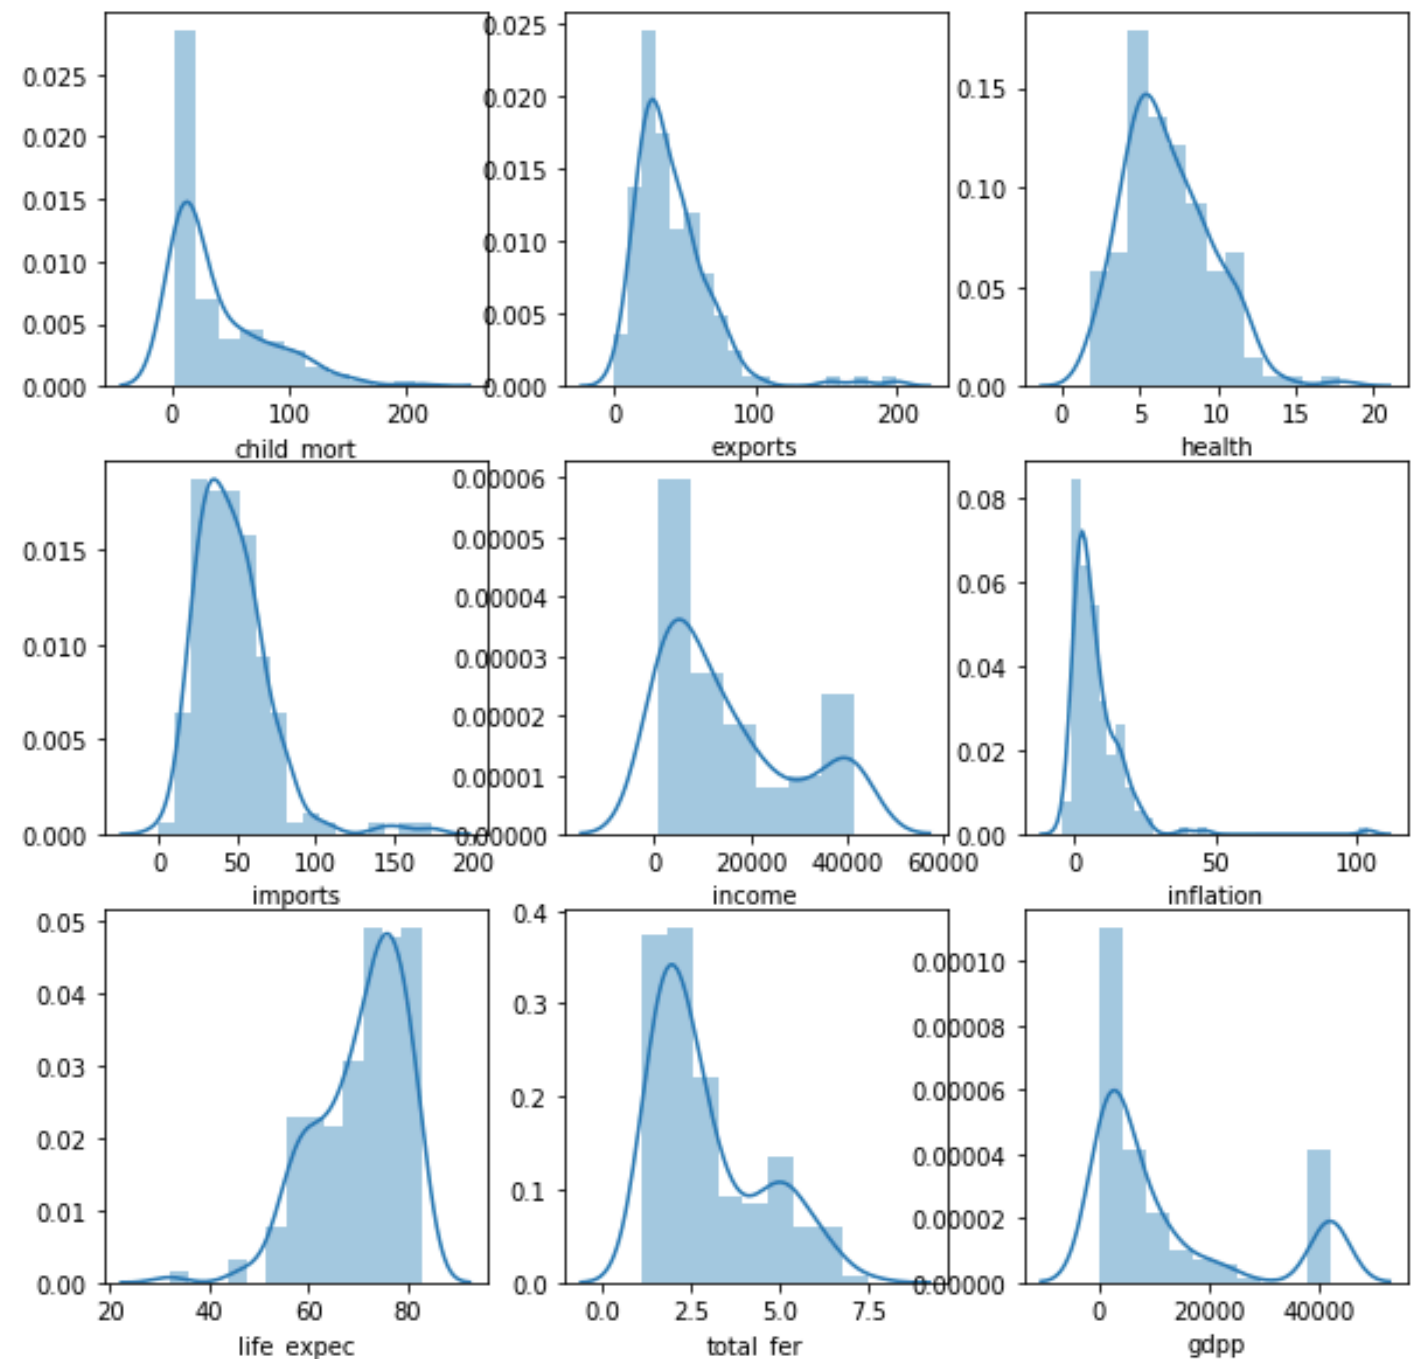 0.025
0.020
0.015
0.010
0.005
0.000
0 100 200
child_mort
0.025
0.020
0.015
0.010
0.005
0.000
0 100 200
exports
0.15
0.10
0.05
0.00
0 5 10 15 20
health
0.015
0.010
0.005
0.000
0 50 100 150 200
imports
0.00006
0.00005
0.00004
0.00003
0.00002
0.00001
0.00000
0 20000 40000 60000
income
0.08
0.06
0.04
0.02
0.00
0 50 100
inflation
0.05
0.04
0.03
0.02
0.01
0.00
20 40 60 80
life_expec
0.4
0.3
0.2
0.1
0.0
0.0 2.5 5.0 7.5
total_fer
0.00010
0.00008
0.00006
0.00004
0.00002
0.00000
0 20000 40000
gdpp